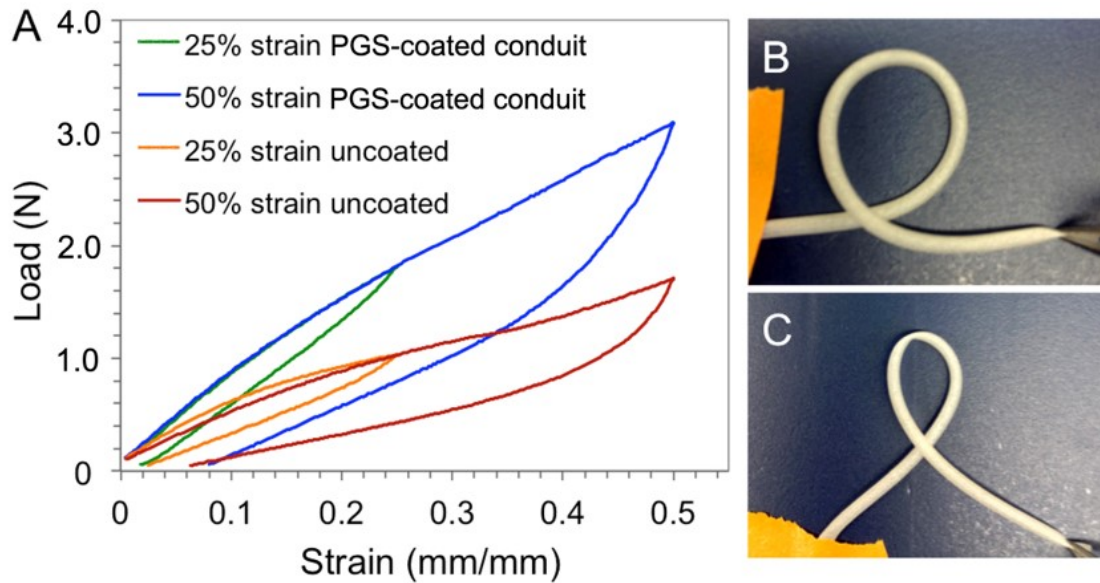 A
4.0
3.0
2.0
1.0
0
Load (N)
25% strain PGS-coated conduit
50% strain PGS-coated conduit
25% strain uncoated
50% strain uncoated
0 0.1 0.2 0.3 0.4 0.5
Strain (mm/mm)
B
C